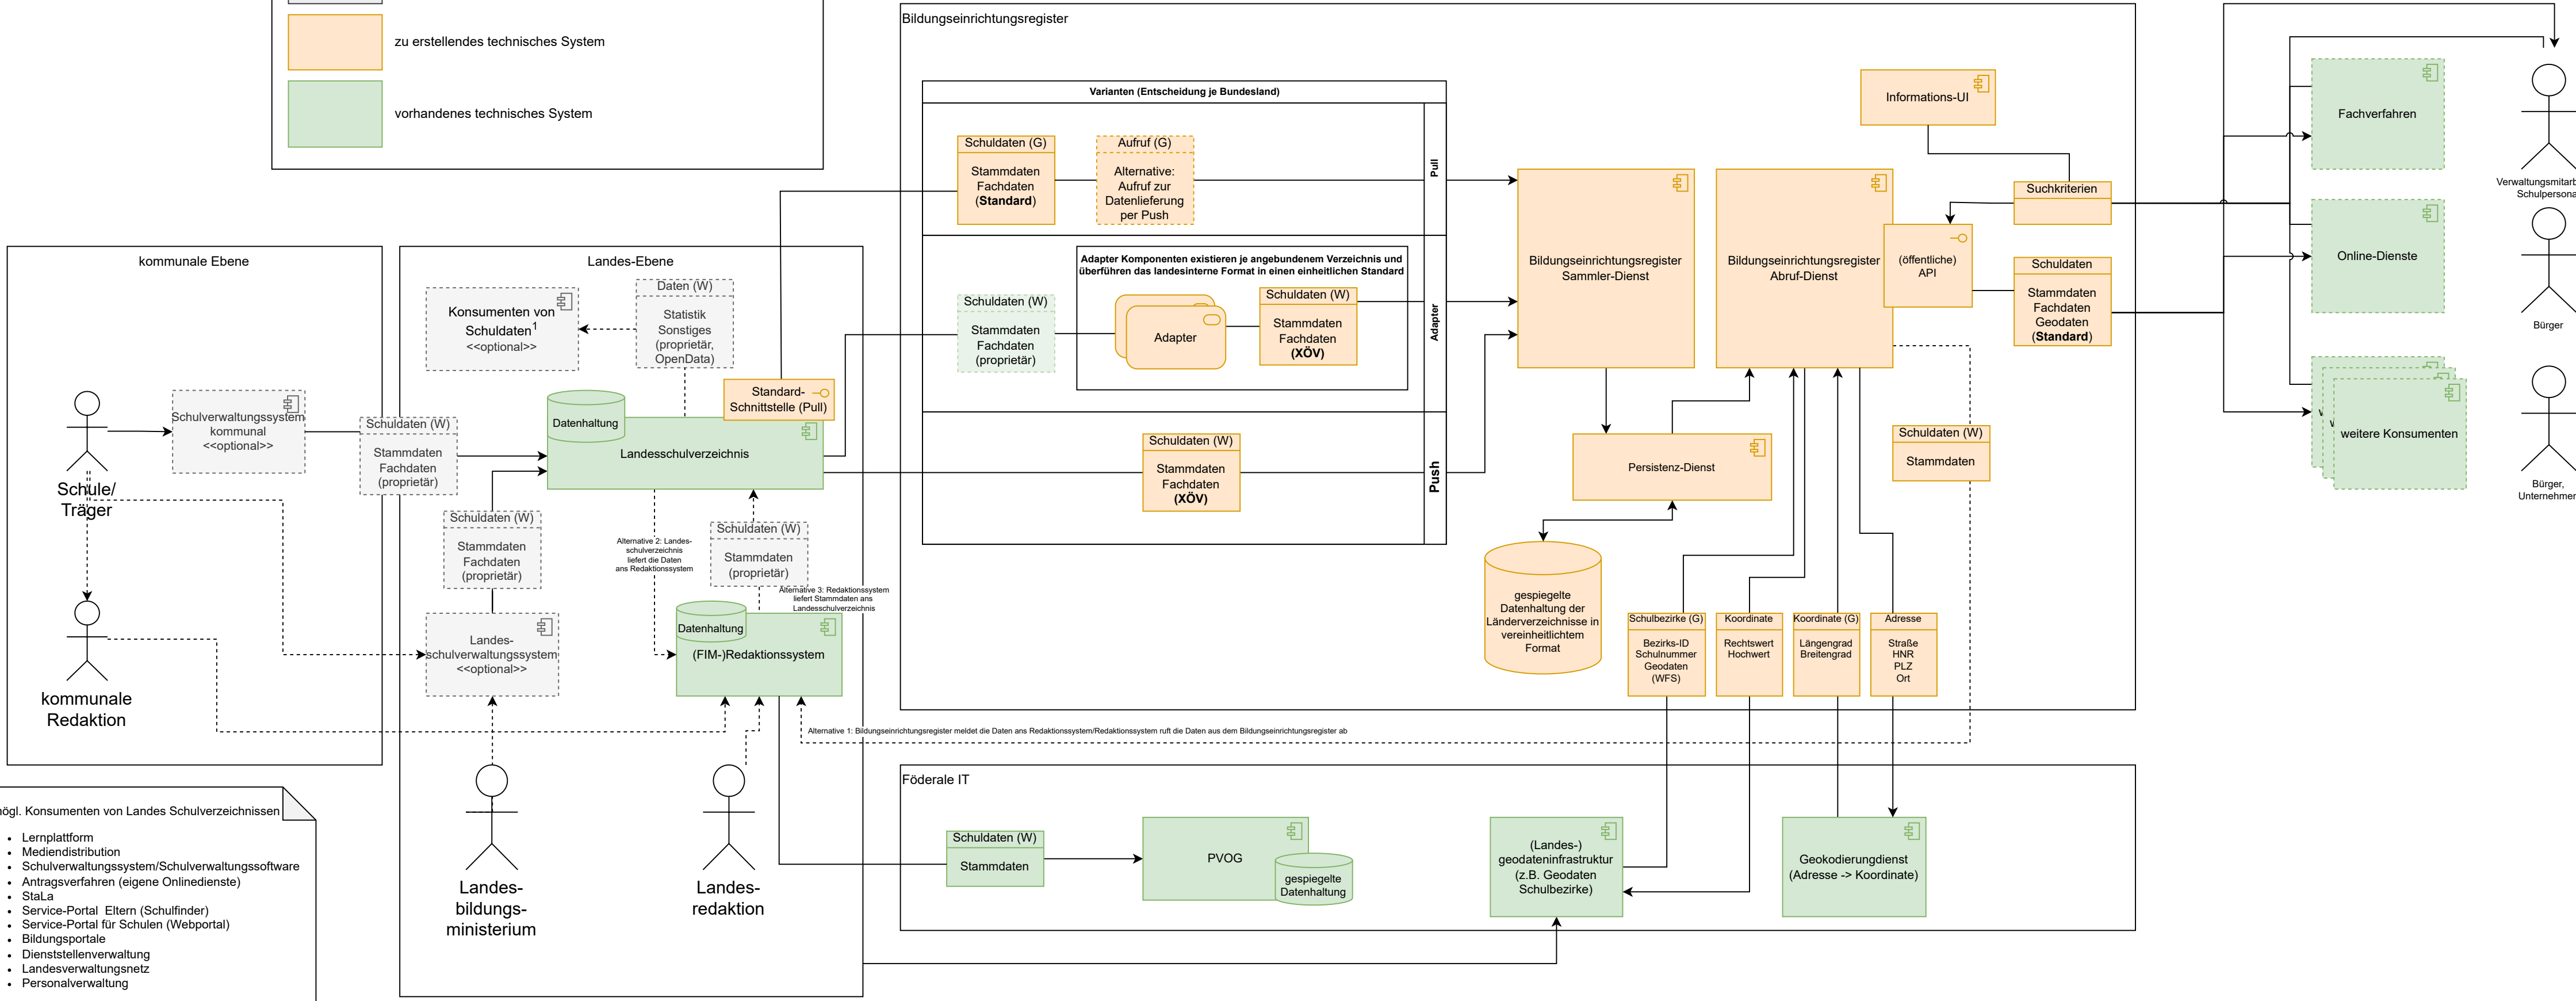 zu erstellendes technisches System
vorhandenes technisches System
Bildungseinrichtungsregister
Varianten (Entscheidung je Bundesland)
Schuldaten (G)
Stammdaten
Fachdaten
(Standard)
Aufruf (G)
Alternative:
Aufruf zur
Datenlieferung
per Push
Pull
Adapter Komponenten existieren je angebundenem Verzeichnis und
überführen das landesinterne Format in einen einheitlichen Standard
Schuldaten (W)
Stammdaten
Fachdaten
(proprietär)
Adapter
Schuldaten (W)
Stammdaten
Fachdaten
(XÖV)
Adapter
Schuldaten (W)
Stammdaten
Fachdaten
(XÖV)
Push
Bildungseinrichtungsregister
Sammler-Dienst
Bildungseinrichtungsregister
Abruf-Dienst
Informations-UI
Suchkriterien
(öffentliche)
API
Schuldaten
Stammdaten
Fachdaten
Geodaten
(Standard)
Schuldaten (W)
Stammdaten
Persistenz-Dienst
gespiegelte
Datenhaltung der
Länderverzeichnisse in
vereinheitlichtem
Format
Schulbezirke (G)
Bezirks-ID
Schulnummer
Geodaten
(WFS)
Koordinate
Rechtswert
Hochwert
Koordinate (G)
Längengrad
Breitengrad
Adresse
Straße
HNR
PLZ
Ort
Fachverfahren
Online-Dienste
weitere Konsumenten
Schulpersona
Bürger
Bürger,
kommunale Ebene
Schule/
Träger
Schulverwaltungssystem
kommunal
<<optional>>
Schuldaten (W)
Stammdaten
Fachdaten
(proprietär)
kommunale
Redaktion
Landes-Ebene
Konsumenten von
Schuldaten1
<<optional>>
Daten (W)
Statistik
Sonstiges
(proprietär,
OpenData)
Standard-
Schnittstelle (Pull)
Datenhaltung
Landesschulverzeichnis
Schuldaten (W)
Stammdaten
Fachdaten
(proprietär)
Alternative 2: Landes-
schulverzeichnis
liefert die Daten
ans Redaktionssystem
Schuldaten (W)
Stammdaten
(proprietär)
Alternative 3: Redaktionssystem
liefert Stammdaten ans
Landesschulverzeichnis
Landes-
schulverwaltungssystem
<<optional>>
Datenhaltung
(FIM-)Redaktionssystem
Alternative 1: Bildungseinrichtungsregister meldet die Daten ans Redaktionssystem/Redaktionssystem ruft die Daten aus dem Bildungseinrichtungsregister ab
Landes-
bildungs-
ministerium
Landes-
redaktion
Föderale IT
Schuldaten (W)
Stammdaten
PVOG
gespiegelte
Datenhaltung
(Landes-)
geodateninfrastruktur
(z.B. Geodaten
Schulbezirke)
Geokodierungdienst
(Adresse -> Koordinate)
Konsumenten von Landes Schulverzeichnissen
• Lernplattform
• Mediendistribution
• Schulverwaltungssystem/Schulverwaltungssoftware
• Antragsverfahren (eigene Onlinedienste)
• StaLa
• Service-Portal Eltern (Schulfinder)
• Service-Portal für Schulen (Webportal)
• Bildungsportale
• Dienststellenverwaltung
• Landesverwaltungsnetz
• Personalverwaltung